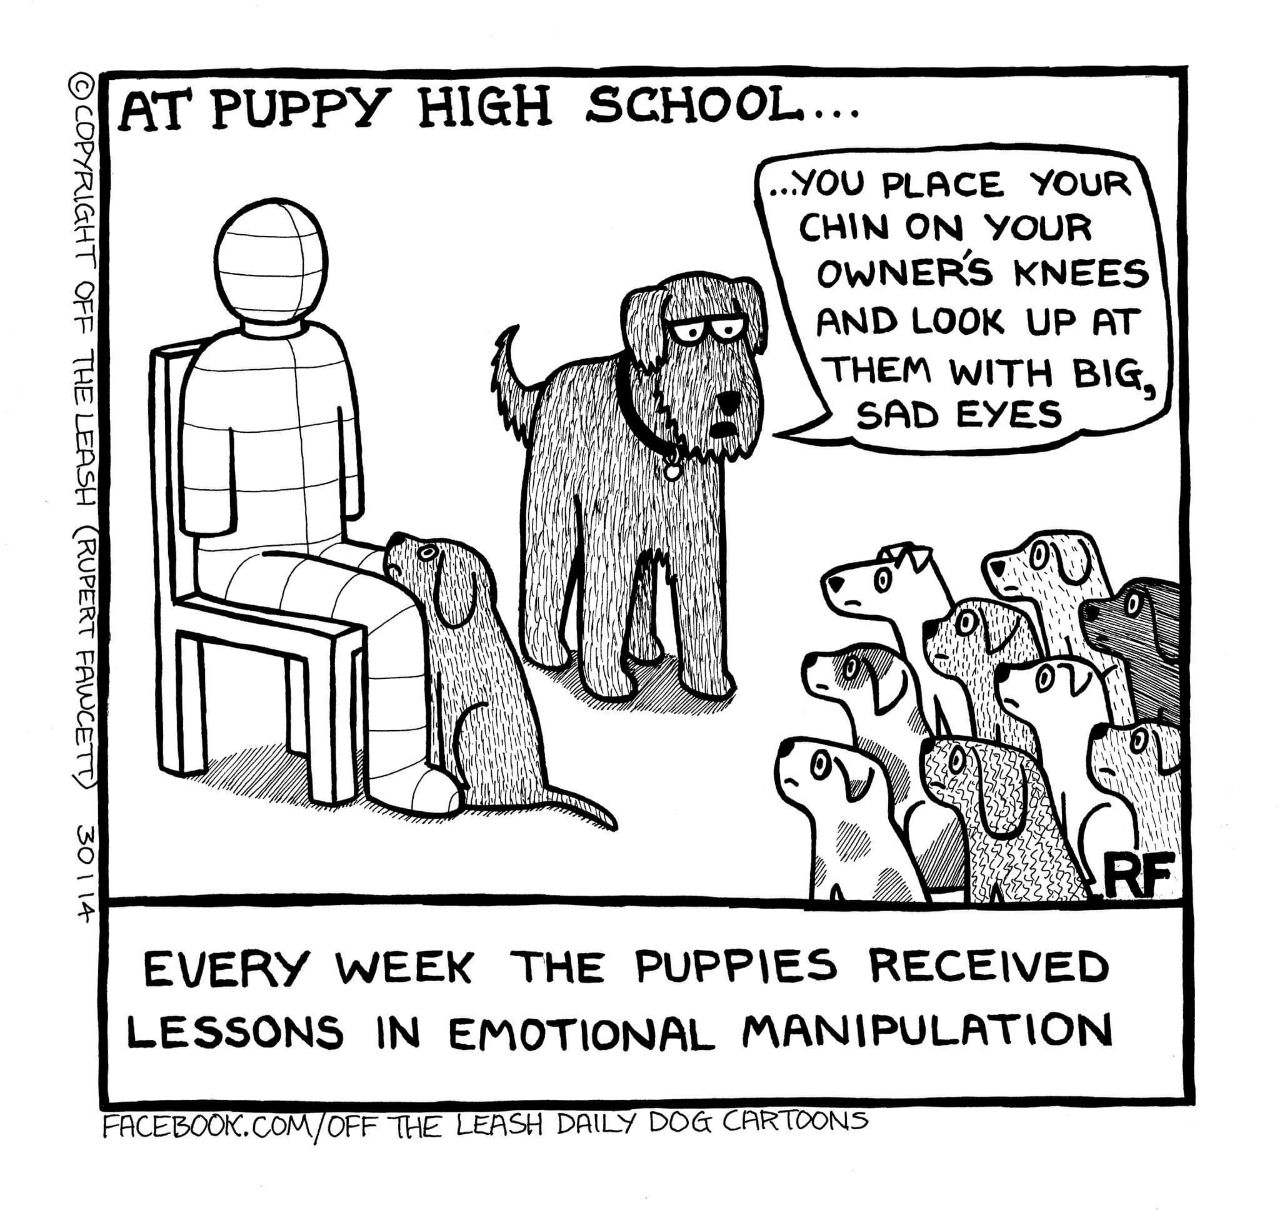 AT PUPPY HIGH SCHOOL...
...YOU PLACE YOUR
CHIN ON YOUR
OWNER'S KNEES
AND LOOK UP AT
THEM WITH BIG,
SAD EYES
RF
EVERY WEEK THE PUPPIES RECEIVED
LESSONS IN EMOTIONAL MANIPULATION
FACEBOOK.COM/OFF THE LEASH DAILY DOG CARTOONS
© COPYRIGHT OFF THE LEASH (RUPERT FAWCETT) 30114